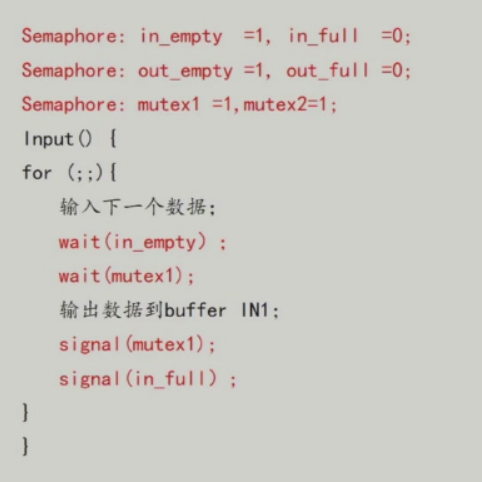 Semaphore: in_empty =1, in_full =0;
Semaphore: out_empty =1, out_full =0;
Semaphore: mutex1 =1,mutex2=1;
Input() {
for (;;){
输入下一个数据;
wait(in_empty) ;
wait(mutex1);
输出数据到buffer IN1;
signal(mutex1);
signal(in_full) ;
}
}